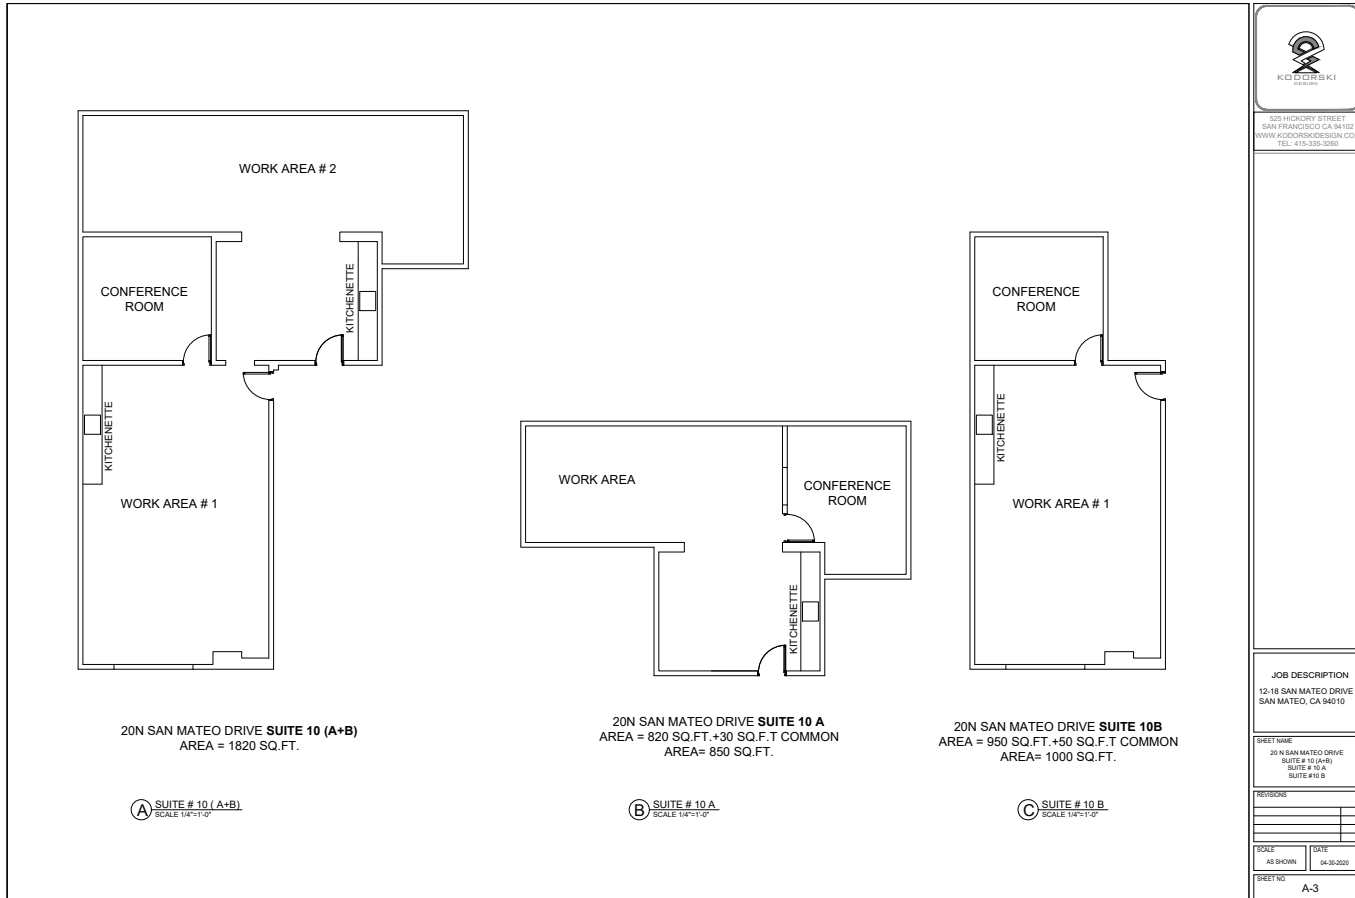 WORK AREA # 2
CONFERENCE
ROOM
KITCHENETTE
KITCHENETTE
WORK AREA # 1
20N SAN MATEO DRIVE SUITE 10 (A+B)
AREA = 1820 SQ.FT.
A
SUITE # 10 ( A+B)
SCALE 1/4"=1'-0"
WORK AREA
CONFERENCE
ROOM
KITCHENETTE
20N SAN MATEO DRIVE SUITE 10 A
AREA = 820 SQ.FT.+30 SQ.F.T COMMON
AREA= 850 SQ.FT.
B
SUITE # 10 A
SCALE 1/4"=1'-0"
CONFERENCE
ROOM
KITCHENETTE
WORK AREA # 1
20N SAN MATEO DRIVE SUITE 10B
AREA = 950 SQ.FT.+50 SQ.F.T COMMON
AREA= 1000 SQ.FT.
C
SUITE # 10 B
SCALE 1/4"=1'-0"
KODORSKI
DESIGN
525 HICKORY STREET
SAN FRANCISCO CA 94102
WWW.KODORSKIDESIGN.CO
TEL: 415-335-3260
JOB DESCRIPTION
12-18 SAN MATEO DRIVE
SAN MATEO, CA 94010
SHEET NAME
20 N SAN MATEO DRIVE
SUITE # 10 (A+B)
SUITE # 10 A
SUITE #10 B
REVISIONS
SCALE
AS SHOWN
DATE
04-30-2020
SHEET NO.
A-3